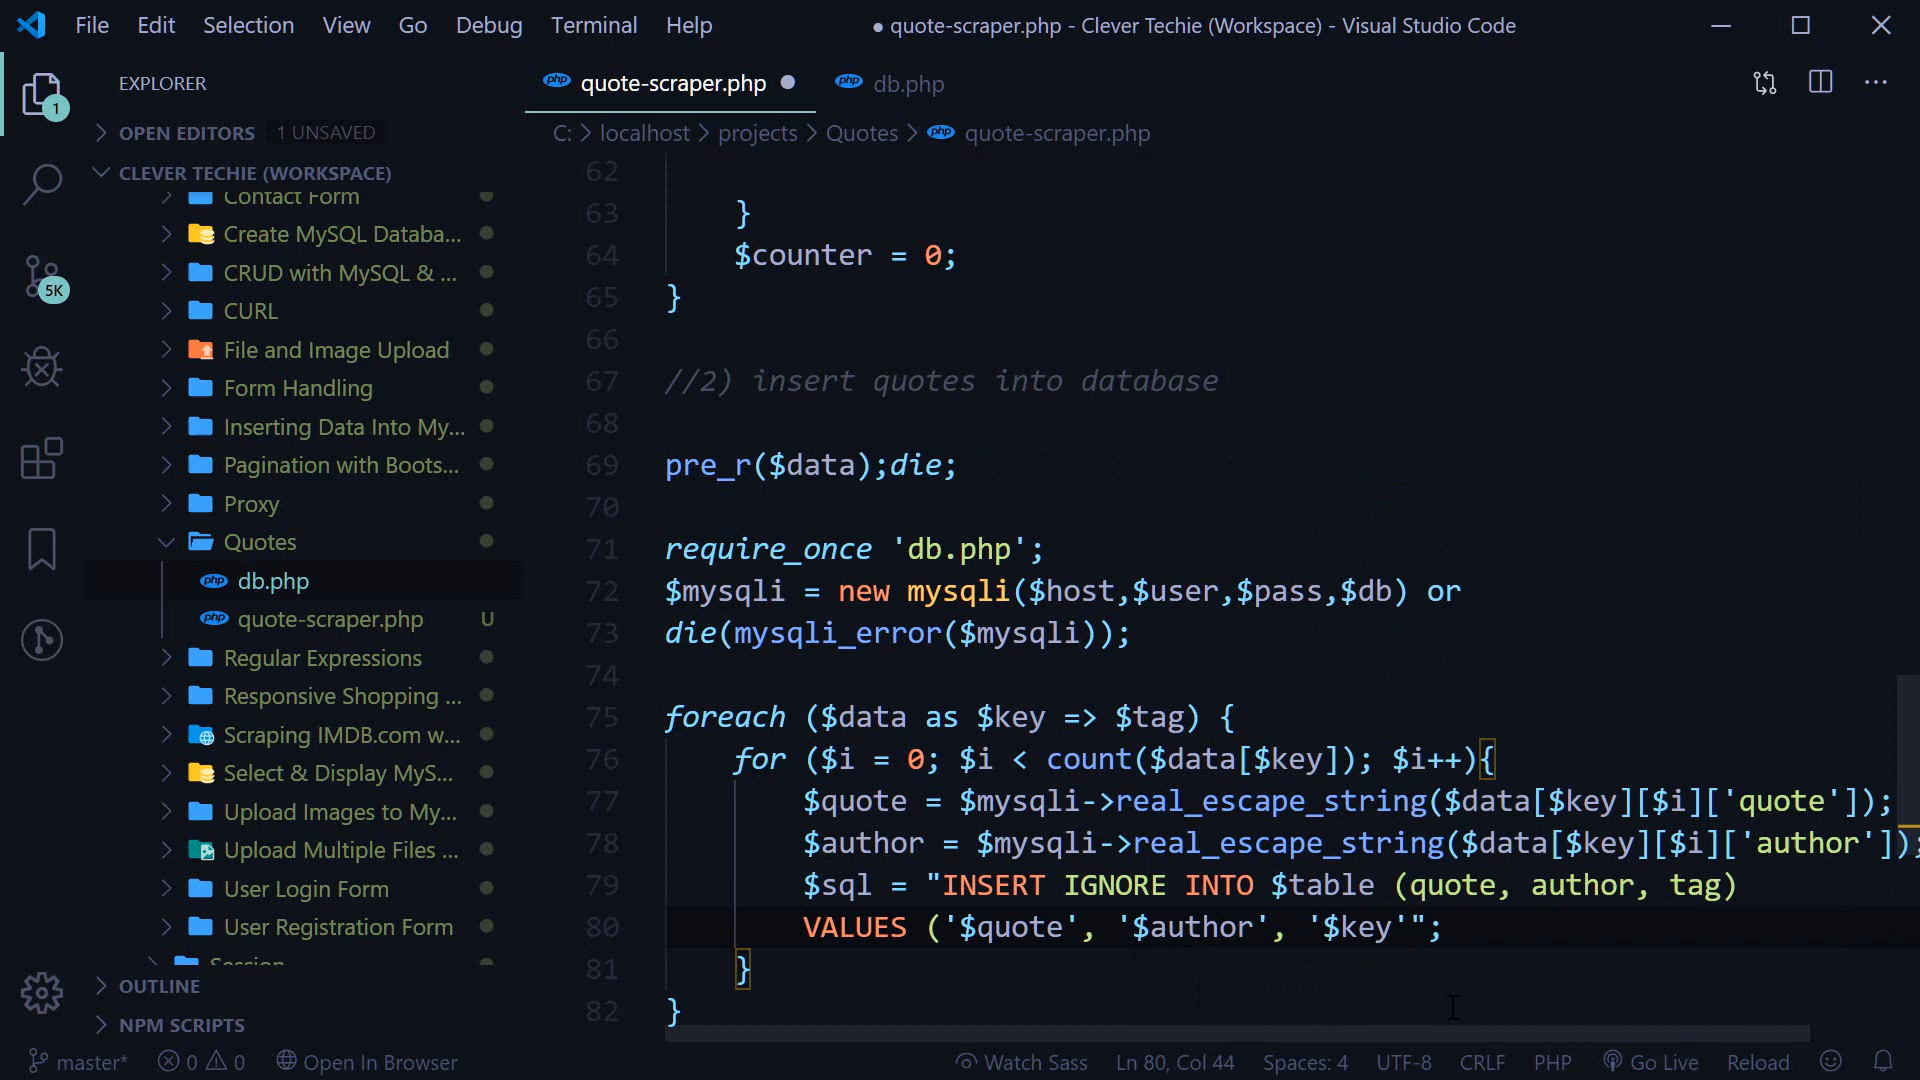 File Edit Selection View Go Debug Terminal Help
● quote-scraper.php - Clever Techie (Workspace) - Visual Studio Code
EXPLORER
1
OPEN EDITORS 1 UNSAVED
CLEVER TECHIE (WORKSPACE)
Contact Form
Create MySQL Databa...
CRUD with MySQL & ...
5K
CURL
File and Image Upload
Form Handling
Inserting Data Into My...
Pagination with Boots...
Proxy
Quotes
php db.php
php quote-scraper.php U
Regular Expressions
Responsive Shopping ...
Scraping IMDB.com w...
Select & Display MyS...
Upload Images to My...
Upload Multiple Files ...
User Login Form
User Registration Form
Session
OUTLINE
NPM SCRIPTS
php quote-scraper.php php db.php
C: > localhost > projects > Quotes > php quote-scraper.php
62
63 }
64 $counter = 0;
65 }
66
67 //2) insert quotes into database
68
69 pre_r($data);die;
70
71 require_once 'db.php';
72 $mysqli = new mysqli($host,$user,$pass,$db) or
73 die(mysqli_error($mysqli));
74
75 foreach ($data as $key => $tag) {
76 for ($i = 0; $i < count($data[$key]); $i++){
77 $quote = $mysqli->real_escape_string($data[$key][$i]['quote']);
78 $author = $mysqli->real_escape_string($data[$key][$i]['author']);
79 $sql = "INSERT IGNORE INTO $table (quote, author, tag)
80 VALUES ('$quote', '$author', '$key'";
81 }
82 }
master* 0 0 Open In Browser Watch Sass Ln 80, Col 44 Spaces: 4 UTF-8 CRLF PHP Go Live Reload